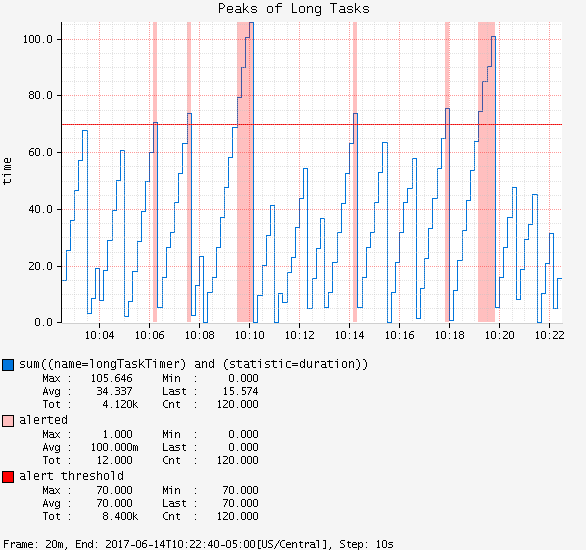 Peaks of Long Tasks
100.0
80.0
60.0
40.0
20.0
0.0
time
10:04 10:06 10:08 10:10 10:12 10:14 10:16 10:18 10:20 10:22
sum((name=longTaskTimer) and (statistic=duration))
Max : 105.646 Min : 0.000
Avg : 34.337 Last : 15.574
Tot : 4.120k Cnt : 120.000
alerted
Max : 1.000 Min : 0.000
Avg : 100.000m Last : 0.000
Tot : 12.000 Cnt : 120.000
alert threshold
Max : 70.000 Min : 70.000
Avg : 70.000 Last : 70.000
Tot : 8.400k Cnt : 120.000
Frame: 20m, End: 2017-06-14T10:22:40-05:00[US/Central], Step: 10s